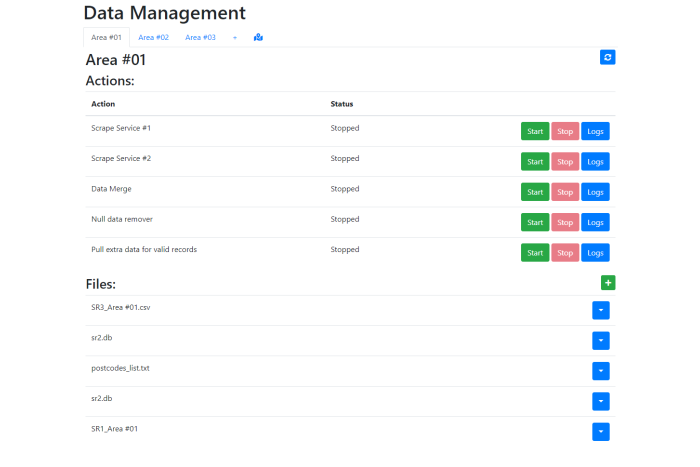 Data Management
Area #01 Area #02 Area #03 +
Area #01
Actions:
Action Status
Scrape Service #1 Stopped Start Stop Logs
Scrape Service #2 Stopped Start Stop Logs
Data Merge Stopped Start Stop Logs
Null data remover Stopped Start Stop Logs
Pull extra data for valid records Stopped Start Stop Logs
Files:
SR3_Area #01.csv
sr2.db
postcodes_list.txt
sr2.db
SR1_Area #01